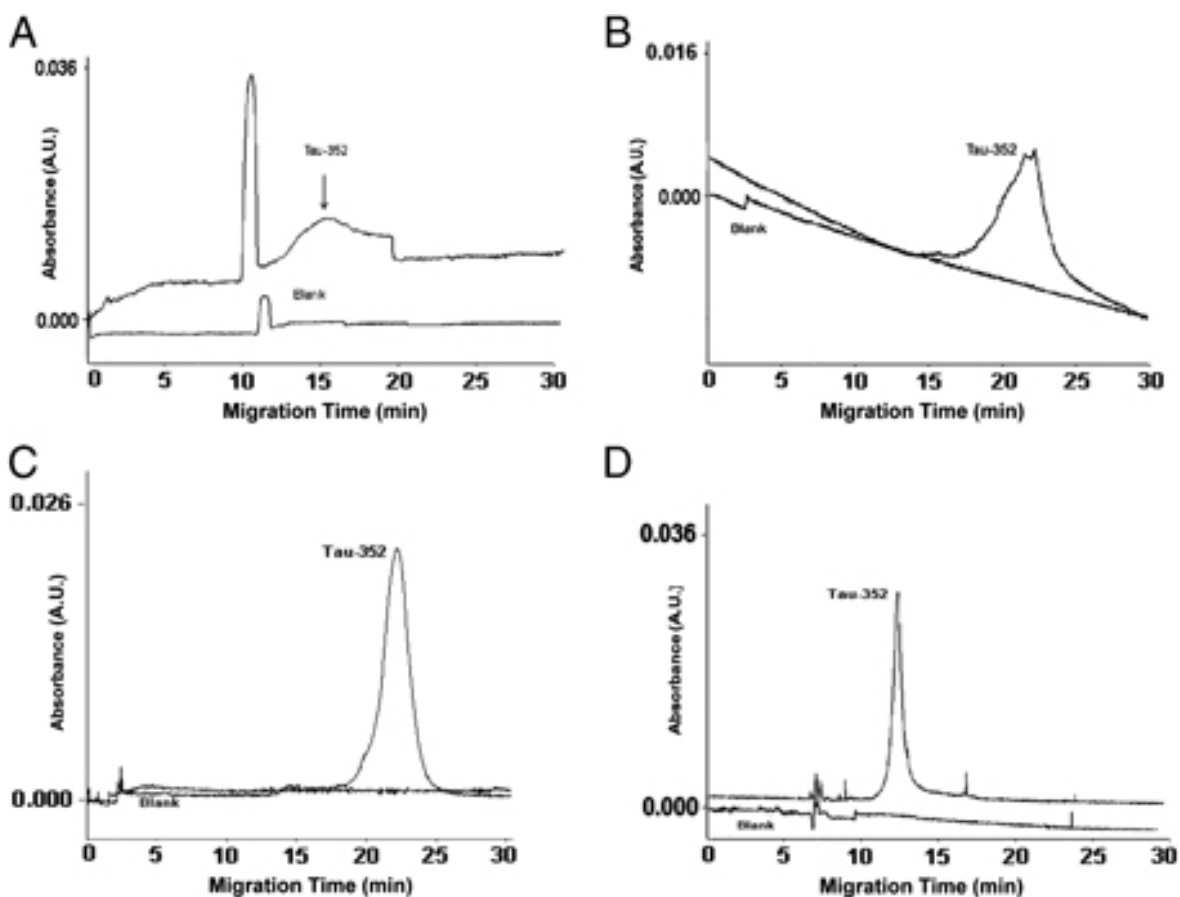 A
0.036
Absorbance (A.U.)
Tau-352
Blank
0.000
0 5 10 15 20 25 30
Migration Time (min)
B
0.016
Absorbance (A.U.)
Tau-352
0.000
Blank
0 5 10 15 20 25 30
Migration Time (min)
C
0.026
Absorbance (A.U.)
Tau-352
0.000
Blank
0 5 10 15 20 25 30
Migration Time (min)
D
0.036
Absorbance (A.U.)
Tau-352
0.000
Blank
0 5 10 15 20 25 30
Migration Time (min)